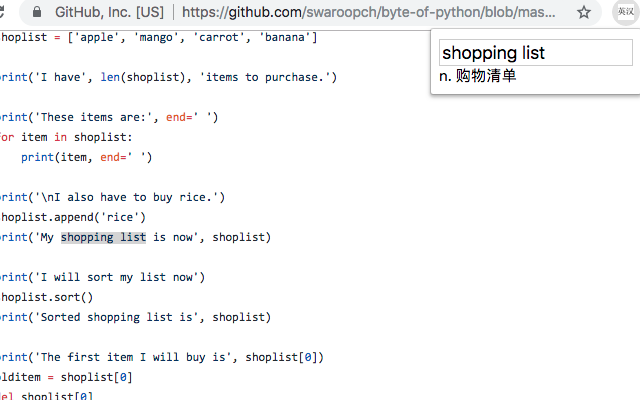 GitHub, Inc. [US] | https://github.com/swaroopch/byte-of-python/blob/mas...
英汉
shopping list
n. 购物清单
hoplist = ['apple', 'mango', 'carrot', 'banana']
rint('I have', len(shoplist), 'items to purchase.')
rint('These items are:', end=' ')
or item in shoplist:
print(item, end=' ')
rint('\nI also have to buy rice.')
hoplist.append('rice')
rint('My shopping list is now', shoplist)
rint('I will sort my list now')
hoplist.sort()
rint('Sorted shopping list is', shoplist)
rint('The first item I will buy is', shoplist[0])
lditem = shoplist[0]
el shoplist[0]